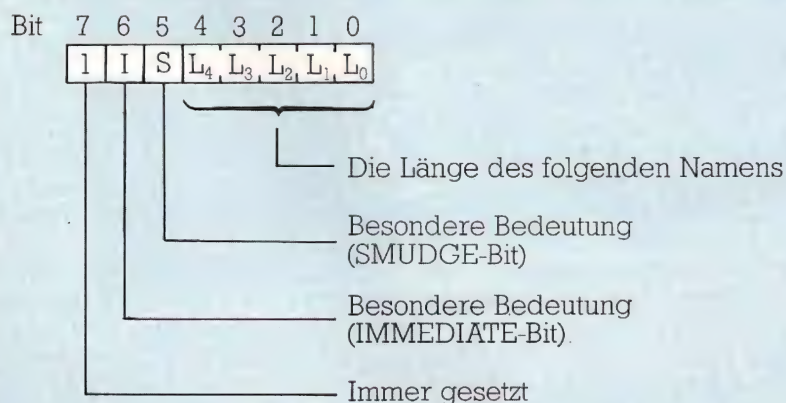 Bit 7 6 5 4 3 2 1 0
1 I S L₄ L₃ L₂ L₁ L₀
Die Länge des folgenden Namens
Besondere Bedeutung
(SMUDGE-Bit)
Besondere Bedeutung
(IMMEDIATE-Bit).
Immer gesetzt